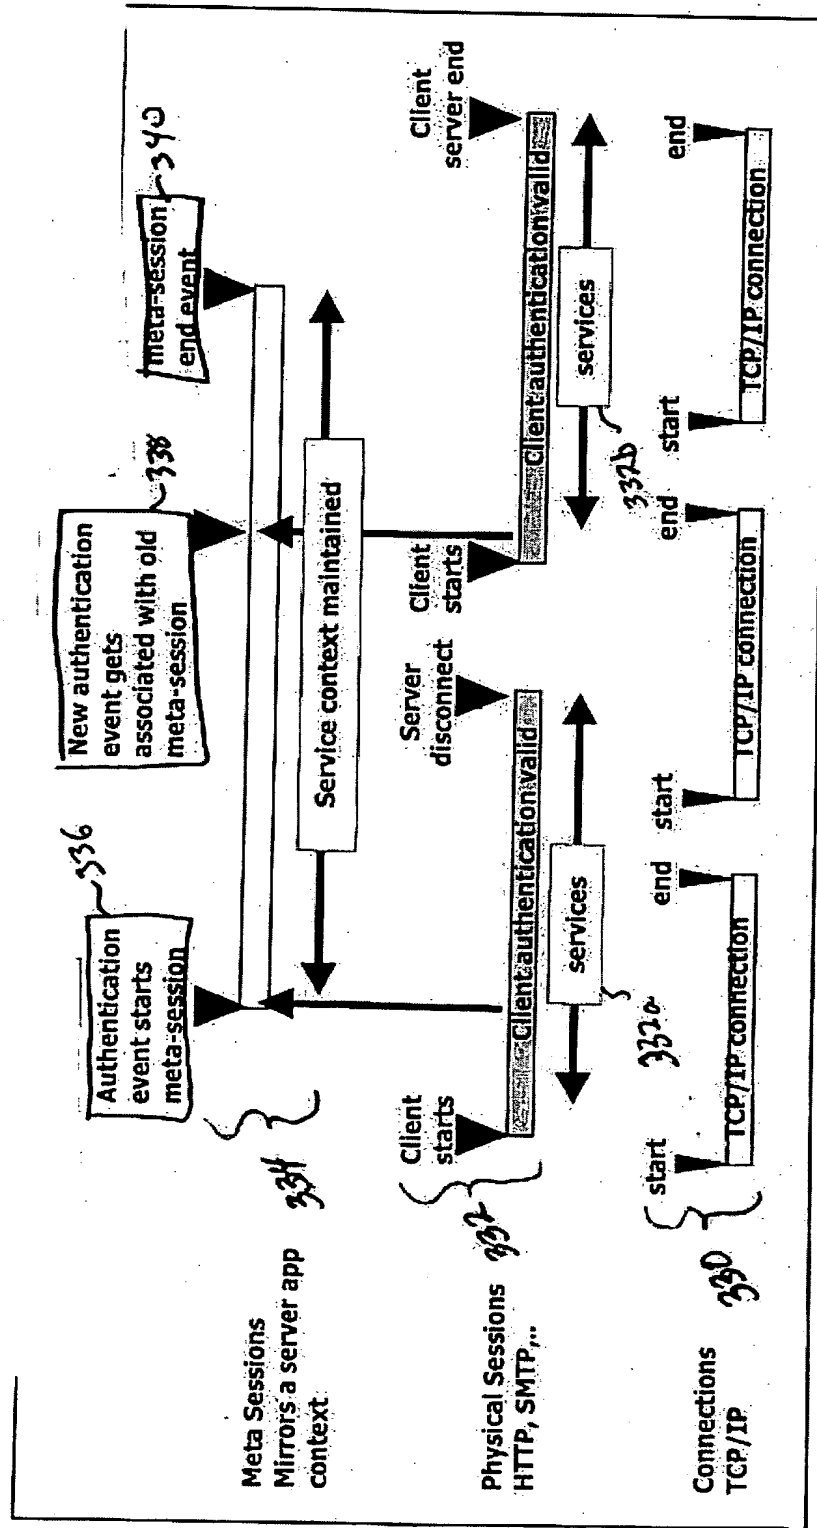 Authentication
event starts
meta-session
336
New authentication
event gets
associated with old
meta-session
338
meta-session
end event
340
Meta Sessions
Mirrors a server app
context
334
Service context maintained
Client
starts
Server
disconnect
Client
starts
Client
server end
Physical Sessions
HTTP, SMTP,..
332
Client authentication valid
Client authentication valid
services
332a
services
332b
start
end
start
end
start
end
Connections
TCP/IP
330
TCP/IP connection
TCP/IP connection
TCP/IP connection